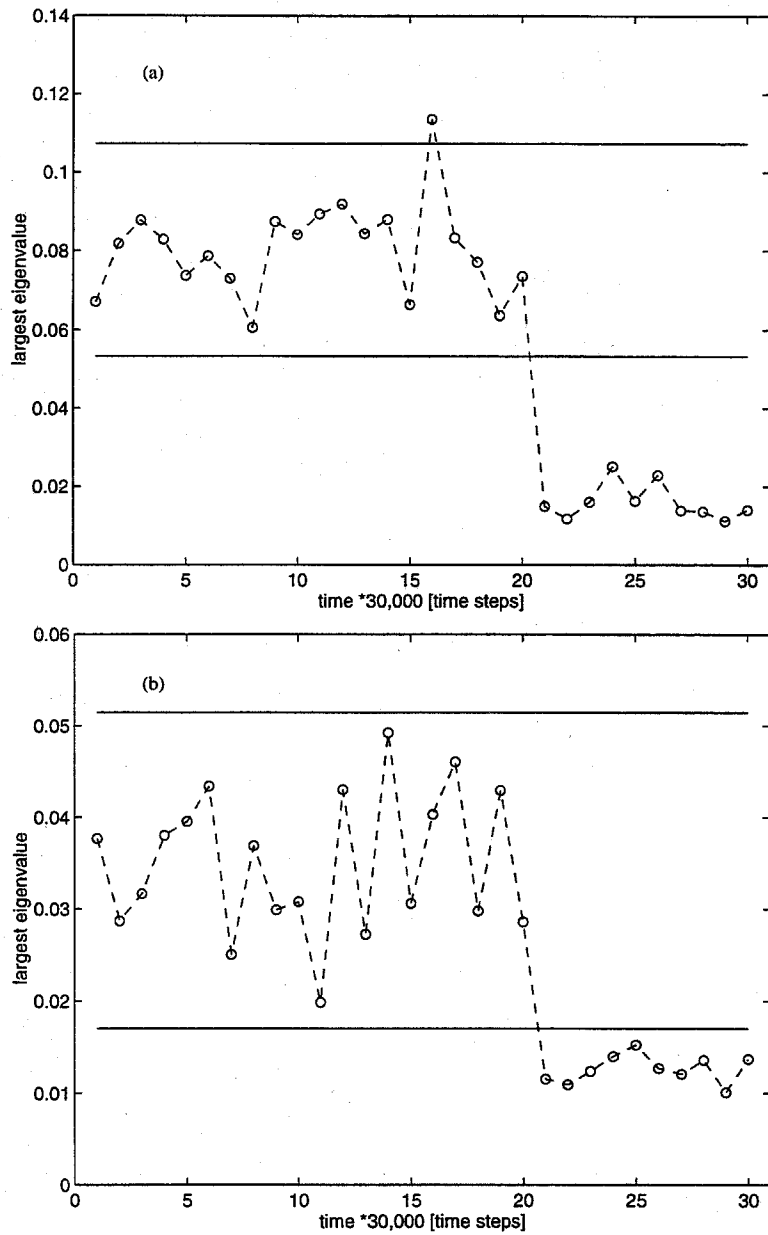 0.14
(a)
0.12
0.1
0.08
0.06
0.04
0.02
0
largest eigenvalue
0 5 10 15 20 25 30
time *30,000 [time steps]
0.06
(b)
0.05
0.04
0.03
0.02
0.01
0
largest eigenvalue
0 5 10 15 20 25 30
time *30,000 [time steps]